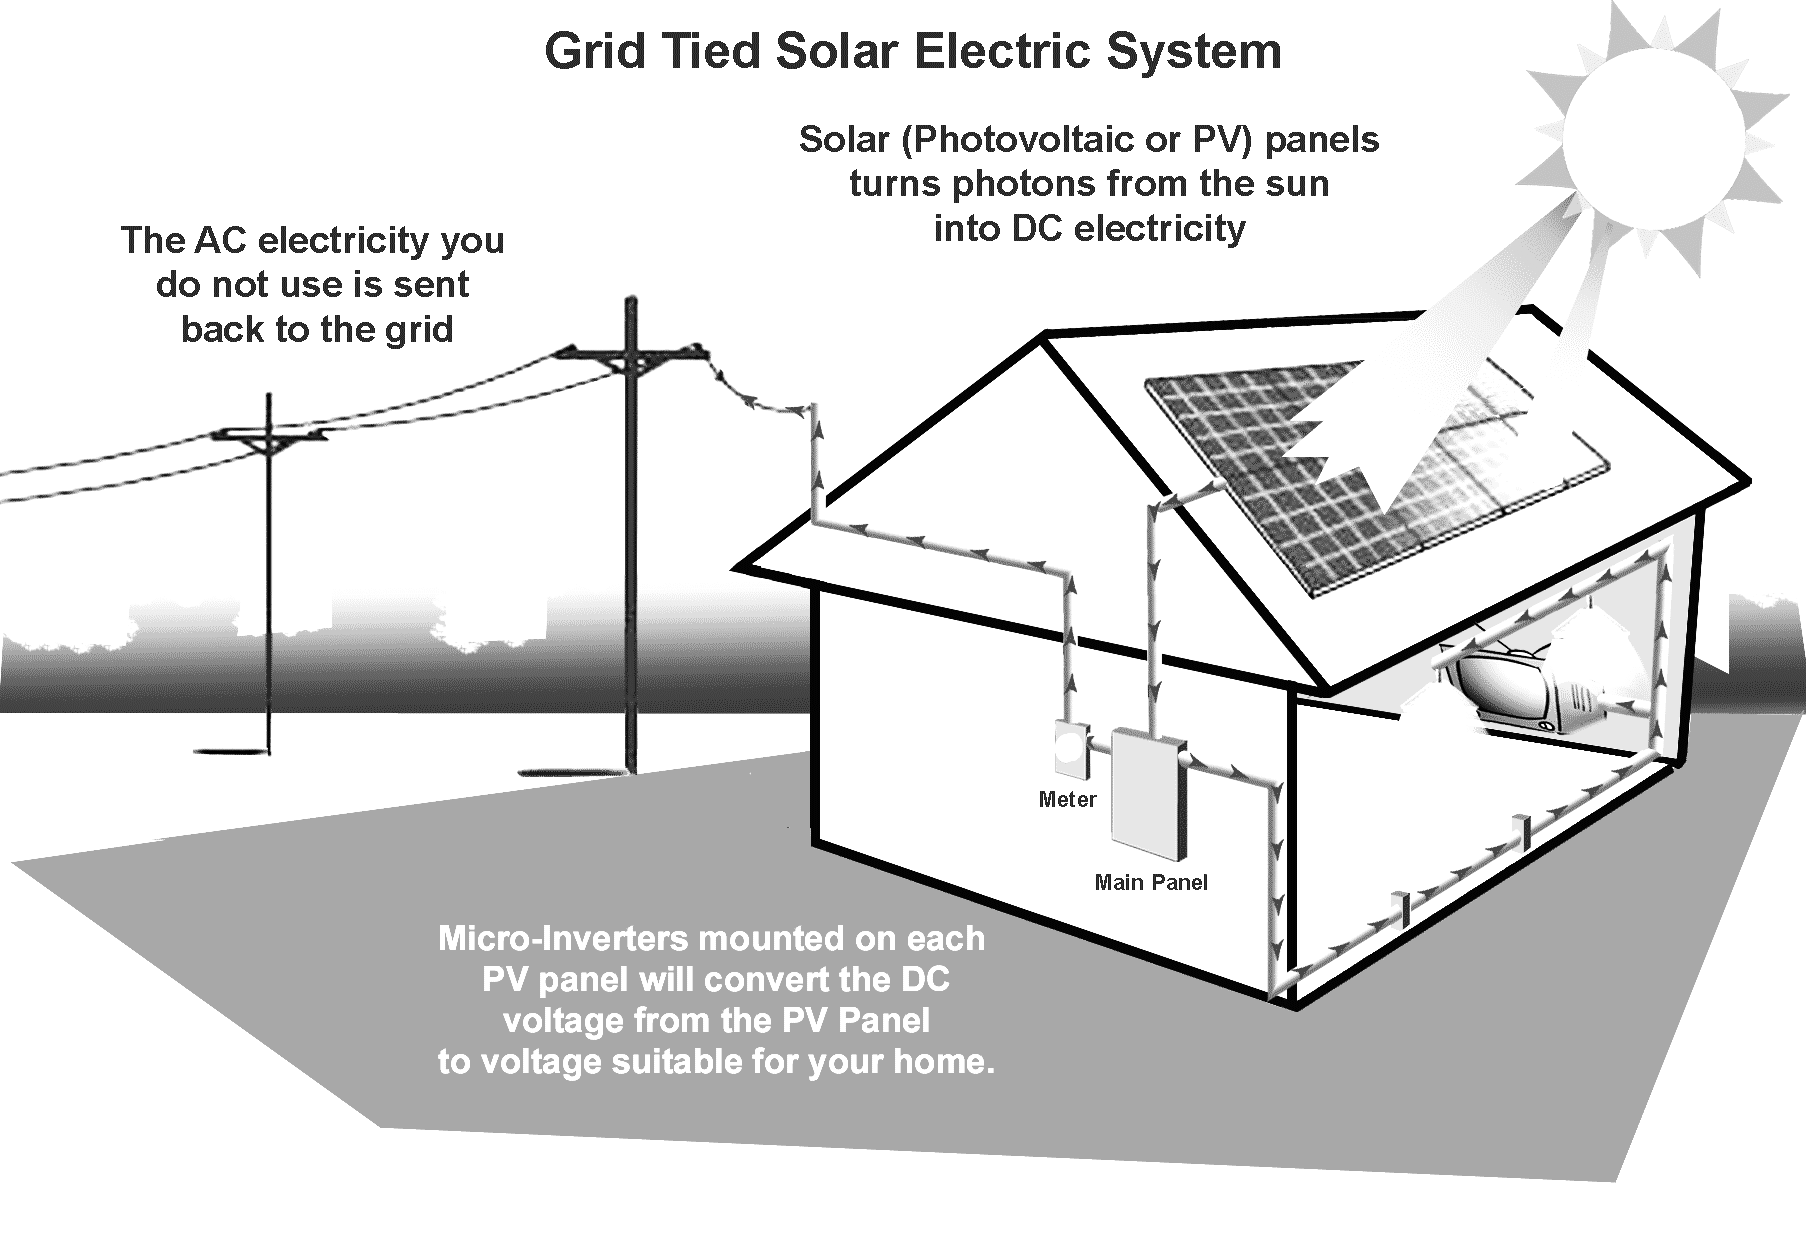 Grid Tied Solar Electric System
Solar (Photovoltaic or PV) panels
turns photons from the sun
into DC electricity
The AC electricity you
do not use is sent
back to the grid
Meter
Main Panel
Micro-Inverters mounted on each
PV panel will convert the DC
voltage from the PV Panel
to voltage suitable for your home.